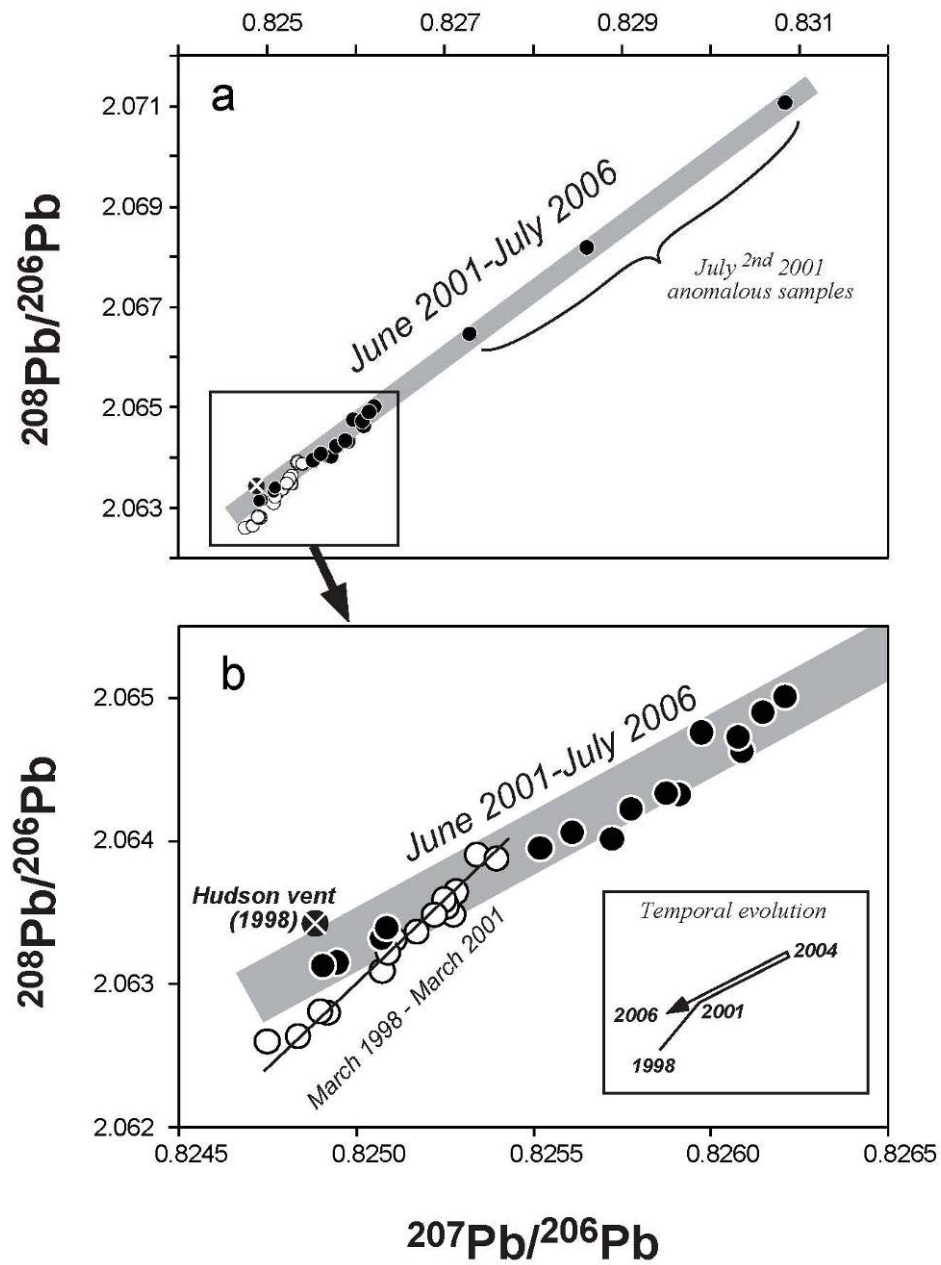 0.825 0.827 0.829 0.831
a
2.071
2.069
2.067
2.065
2.063
208Pb/206Pb
June 2001-July 2006
July 2nd 2001
anomalous samples
b
2.065
2.064
2.063
2.062
208Pb/206Pb
June 2001-July 2006
Hudson vent
(1998)
March 1998 - March 2001
Temporal evolution
2004
2006
2001
1998
0.8245 0.8250 0.8255 0.8260 0.8265
207Pb/206Pb